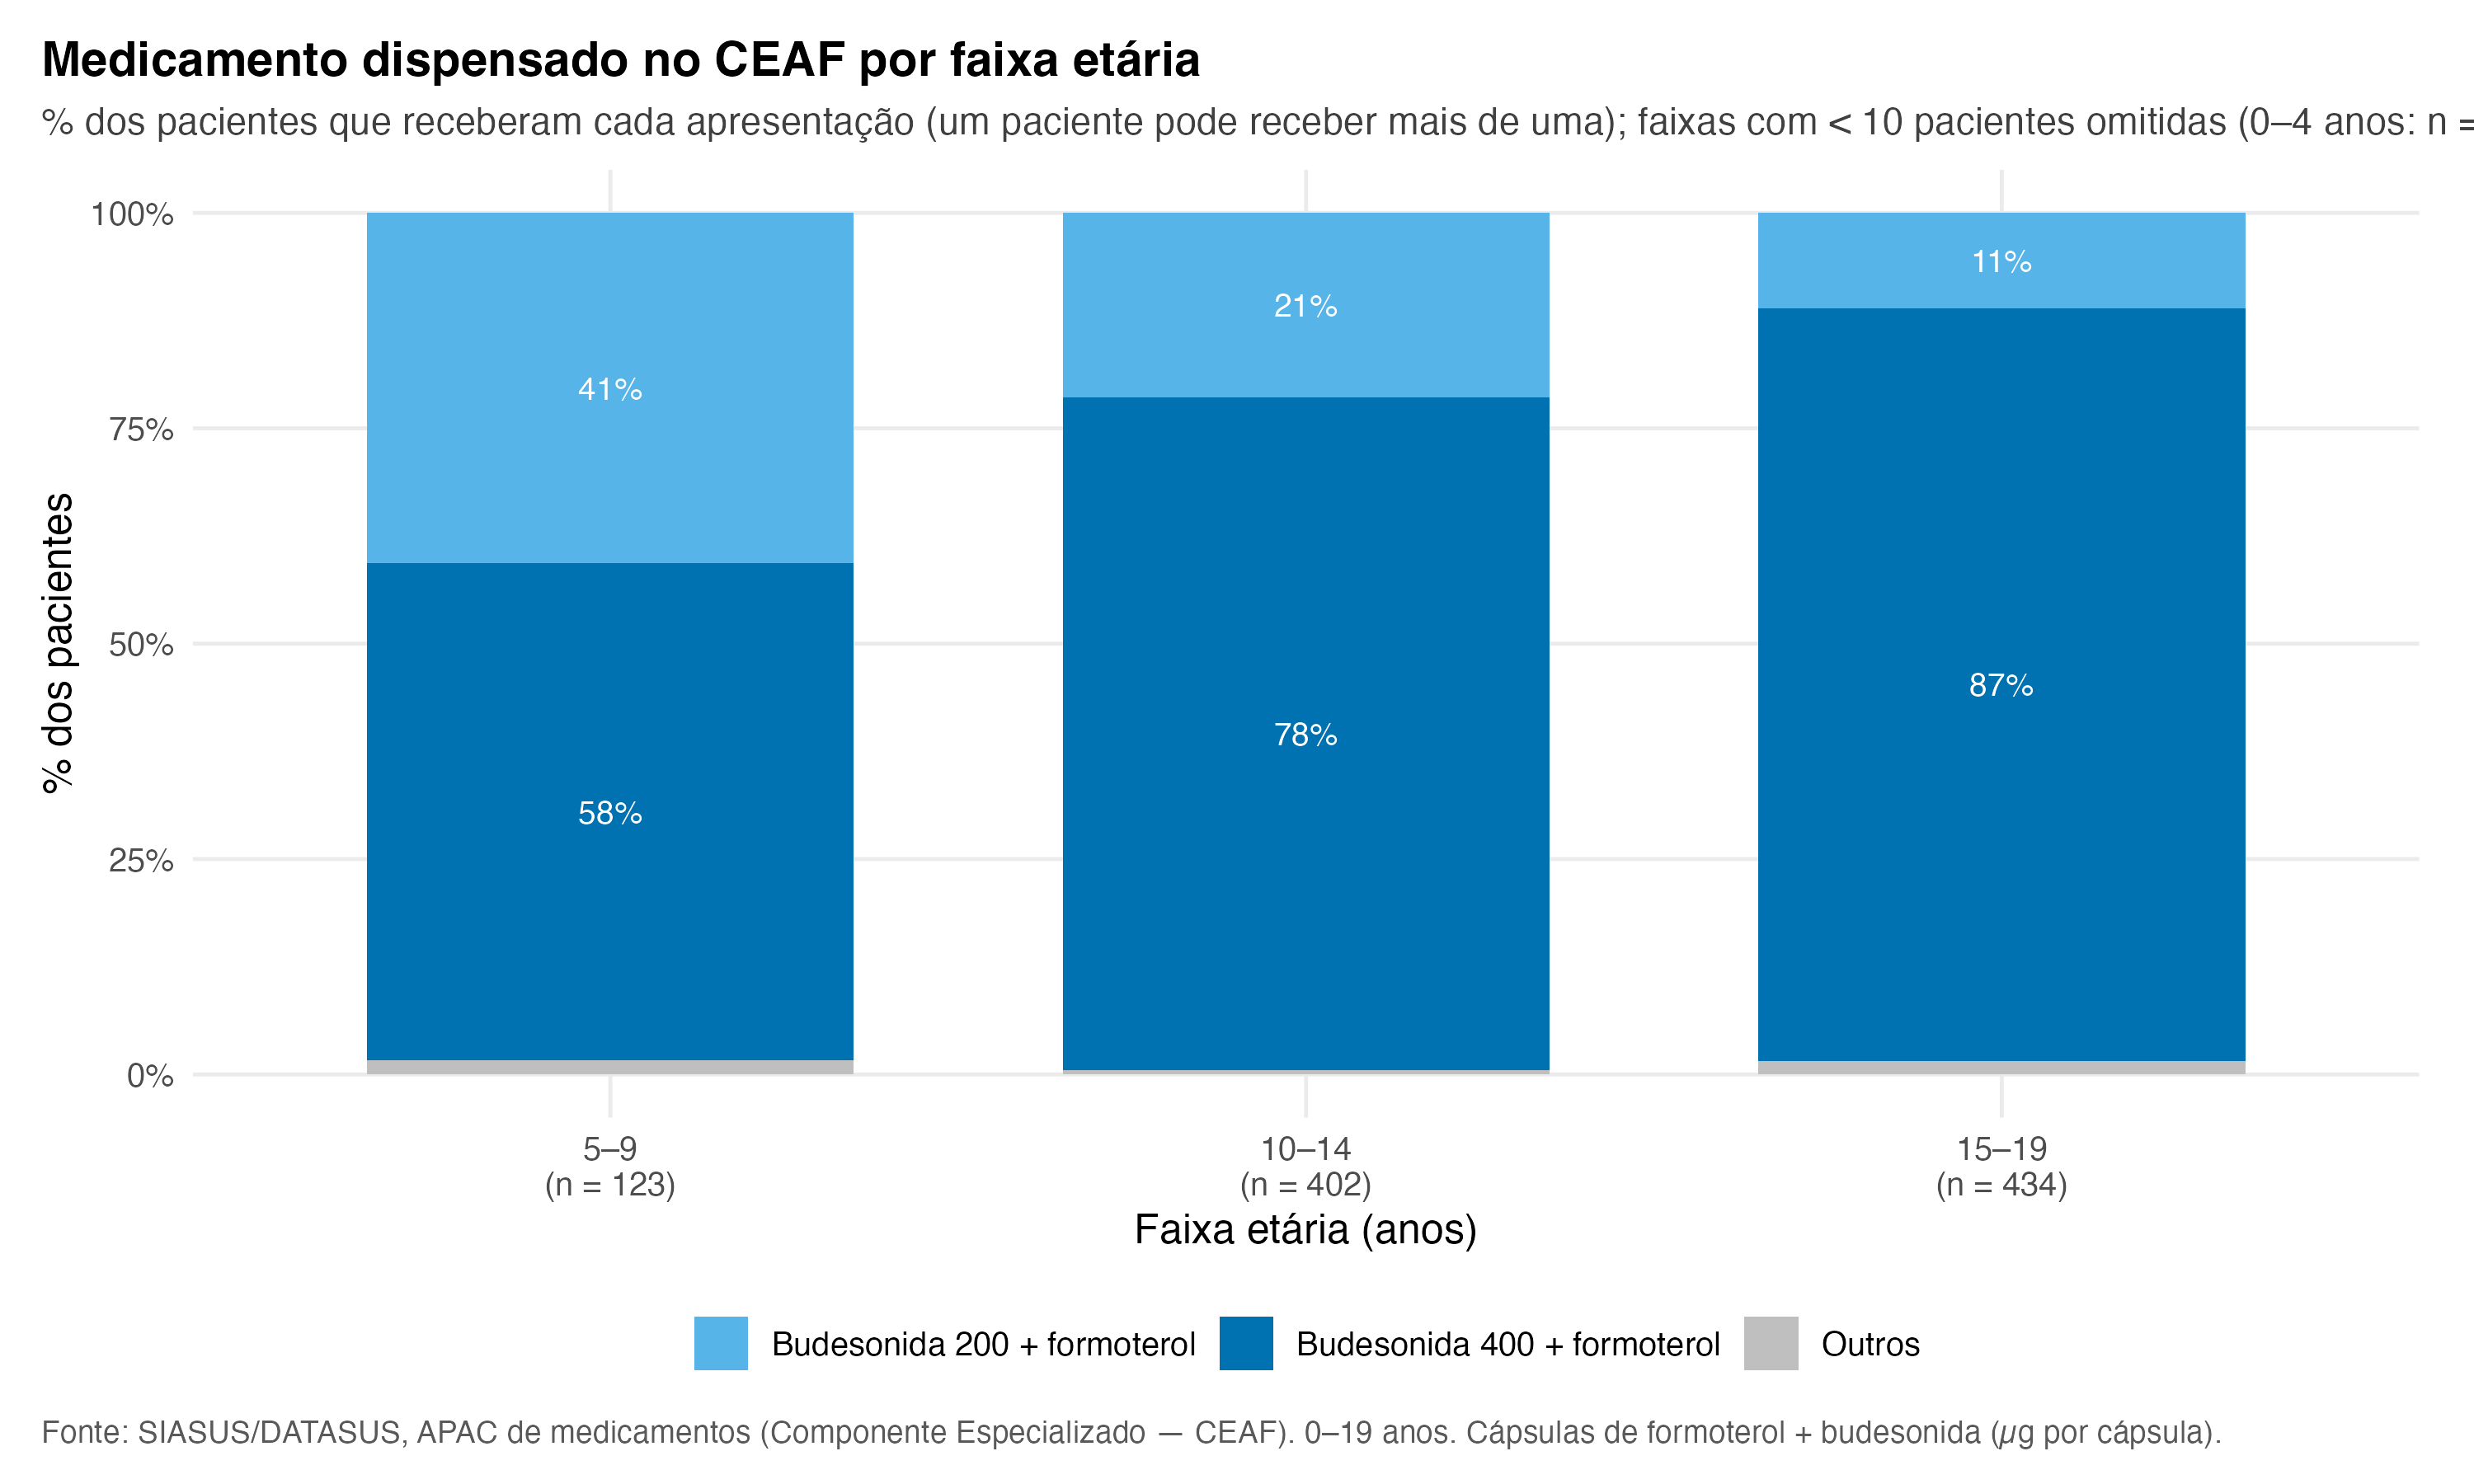 Medicamento dispensado no CEAF por faixa etária
% dos pacientes que receberam cada apresentação (um paciente pode receber mais de uma); faixas com < 10 pacientes omitidas (0–4 anos: n =
100%
75%
50%
25%
0%
% dos pacientes
41%
58%
21%
78%
11%
87%
5–9
(n = 123)
10–14
(n = 402)
15–19
(n = 434)
Faixa etária (anos)
Budesonida 200 + formoterol
Budesonida 400 + formoterol
Outros
Fonte: SIASUS/DATASUS, APAC de medicamentos (Componente Especializado — CEAF). 0–19 anos. Cápsulas de formoterol + budesonida (µg por cápsula).